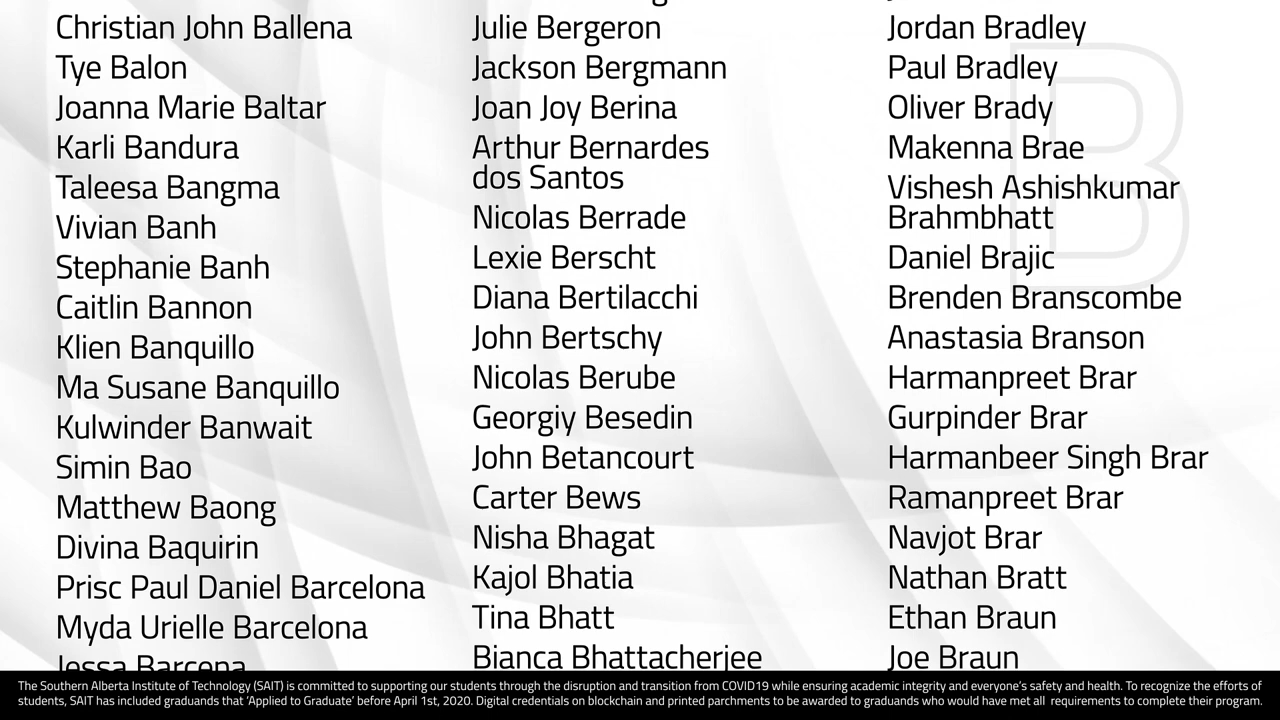 Christian John Ballena
Tye Balon
Joanna Marie Baltar
Karli Bandura
Taleesa Bangma
Vivian Banh
Stephanie Banh
Caitlin Bannon
Klien Banquillo
Ma Susane Banquillo
Kulwinder Banwait
Simin Bao
Matthew Baong
Divina Baquirin
Prisc Paul Daniel Barcelona
Myda Urielle Barcelona
Jessa Barcena
Julie Bergeron
Jackson Bergmann
Joan Joy Berina
Arthur Bernardes
dos Santos
Nicolas Berrade
Lexie Berscht
Diana Bertilacchi
John Bertschy
Nicolas Berube
Georgiy Besedin
John Betancourt
Carter Bews
Nisha Bhagat
Kajol Bhatia
Tina Bhatt
Bianca Bhattacherjee
B
Jordan Bradley
Paul Bradley
Oliver Brady
Makenna Brae
Vishesh Ashishkumar
Brahmbhatt
Daniel Brajic
Brenden Branscombe
Anastasia Branson
Harmanpreet Brar
Gurpinder Brar
Harmanbeer Singh Brar
Ramanpreet Brar
Navjot Brar
Nathan Bratt
Ethan Braun
Joe Braun
The Southern Alberta Institute of Technology (SAIT) is committed to supporting our students through the disruption and transition from COVID19 while ensuring academic integrity and everyone's safety and health. To recognize the efforts of
students, SAIT has included graduands that 'Applied to Graduate' before April 1st, 2020. Digital credentials on blockchain and printed parchments to be awarded to graduands who would have met all requirements to complete their program.